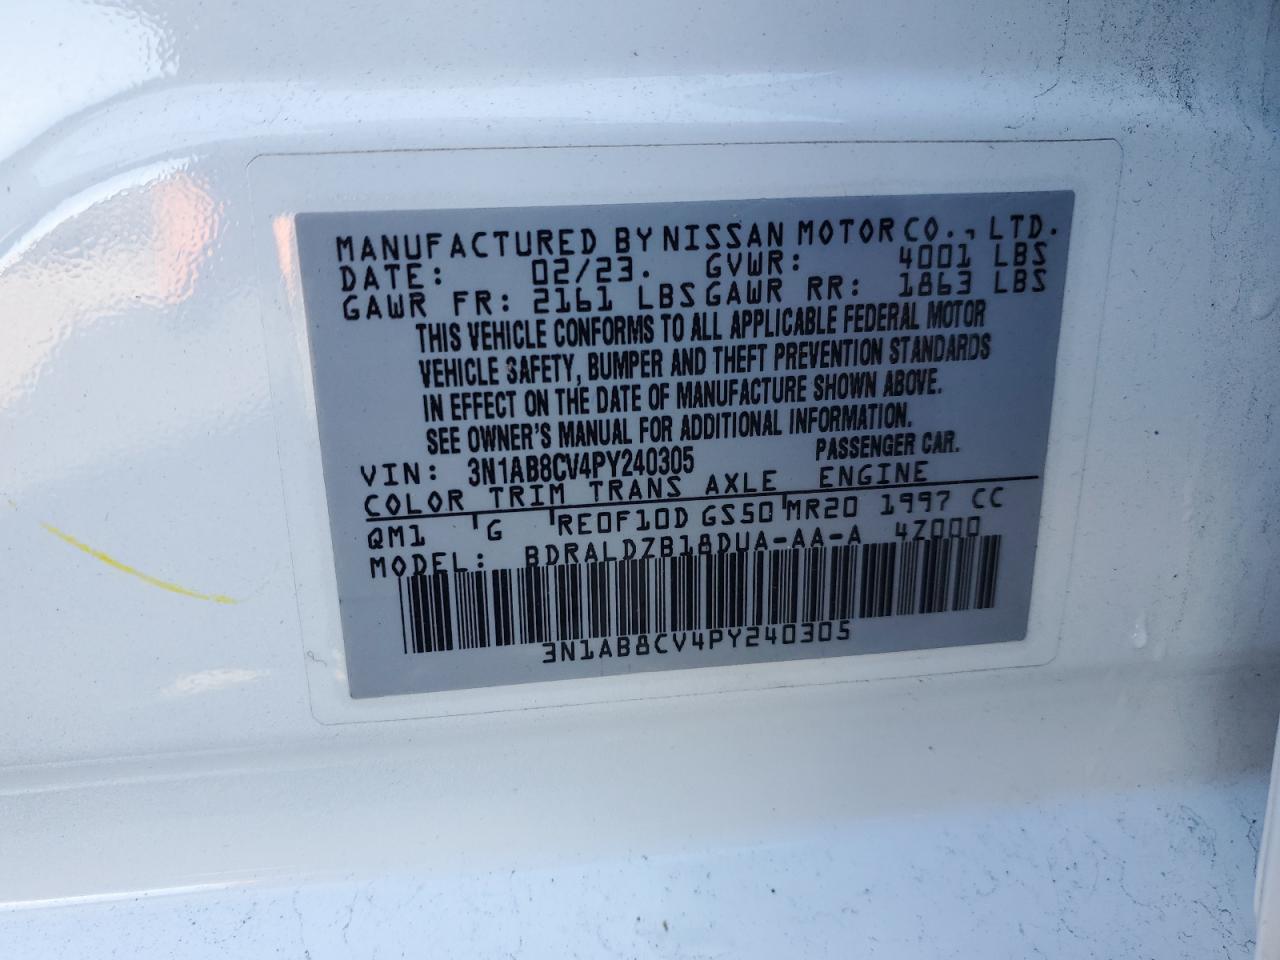 MANUFACTURED BY NISSAN MOTOR CO., LTD.
DATE: 02/23. GVWR: 4001 LBS
GAWR FR: 2161 LBS GAWR RR: 1863 LBS
THIS VEHICLE CONFORMS TO ALL APPLICABLE FEDERAL MOTOR
VEHICLE SAFETY, BUMPER AND THEFT PREVENTION STANDARDS
IN EFFECT ON THE DATE OF MANUFACTURE SHOWN ABOVE.
SEE OWNER'S MANUAL FOR ADDITIONAL INFORMATION.
VIN: 3N1AB8CV4PY240305 PASSENGER CAR.
COLOR TRIM TRANS AXLE ENGINE
QM1 G RE0F10D GS50 MR20 1997 CC
MODEL: BDRALDZB18DUA-AA-A 4Z000
3N1AB8CV4PY240305